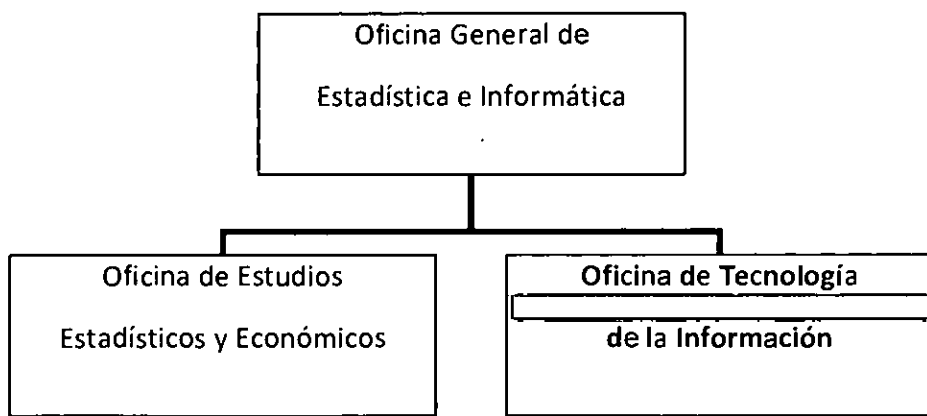 Oficina General de
Estadística e Informática
Oficina de Estudios
Estadísticos y Económicos
Oficina de Tecnología
de la Información